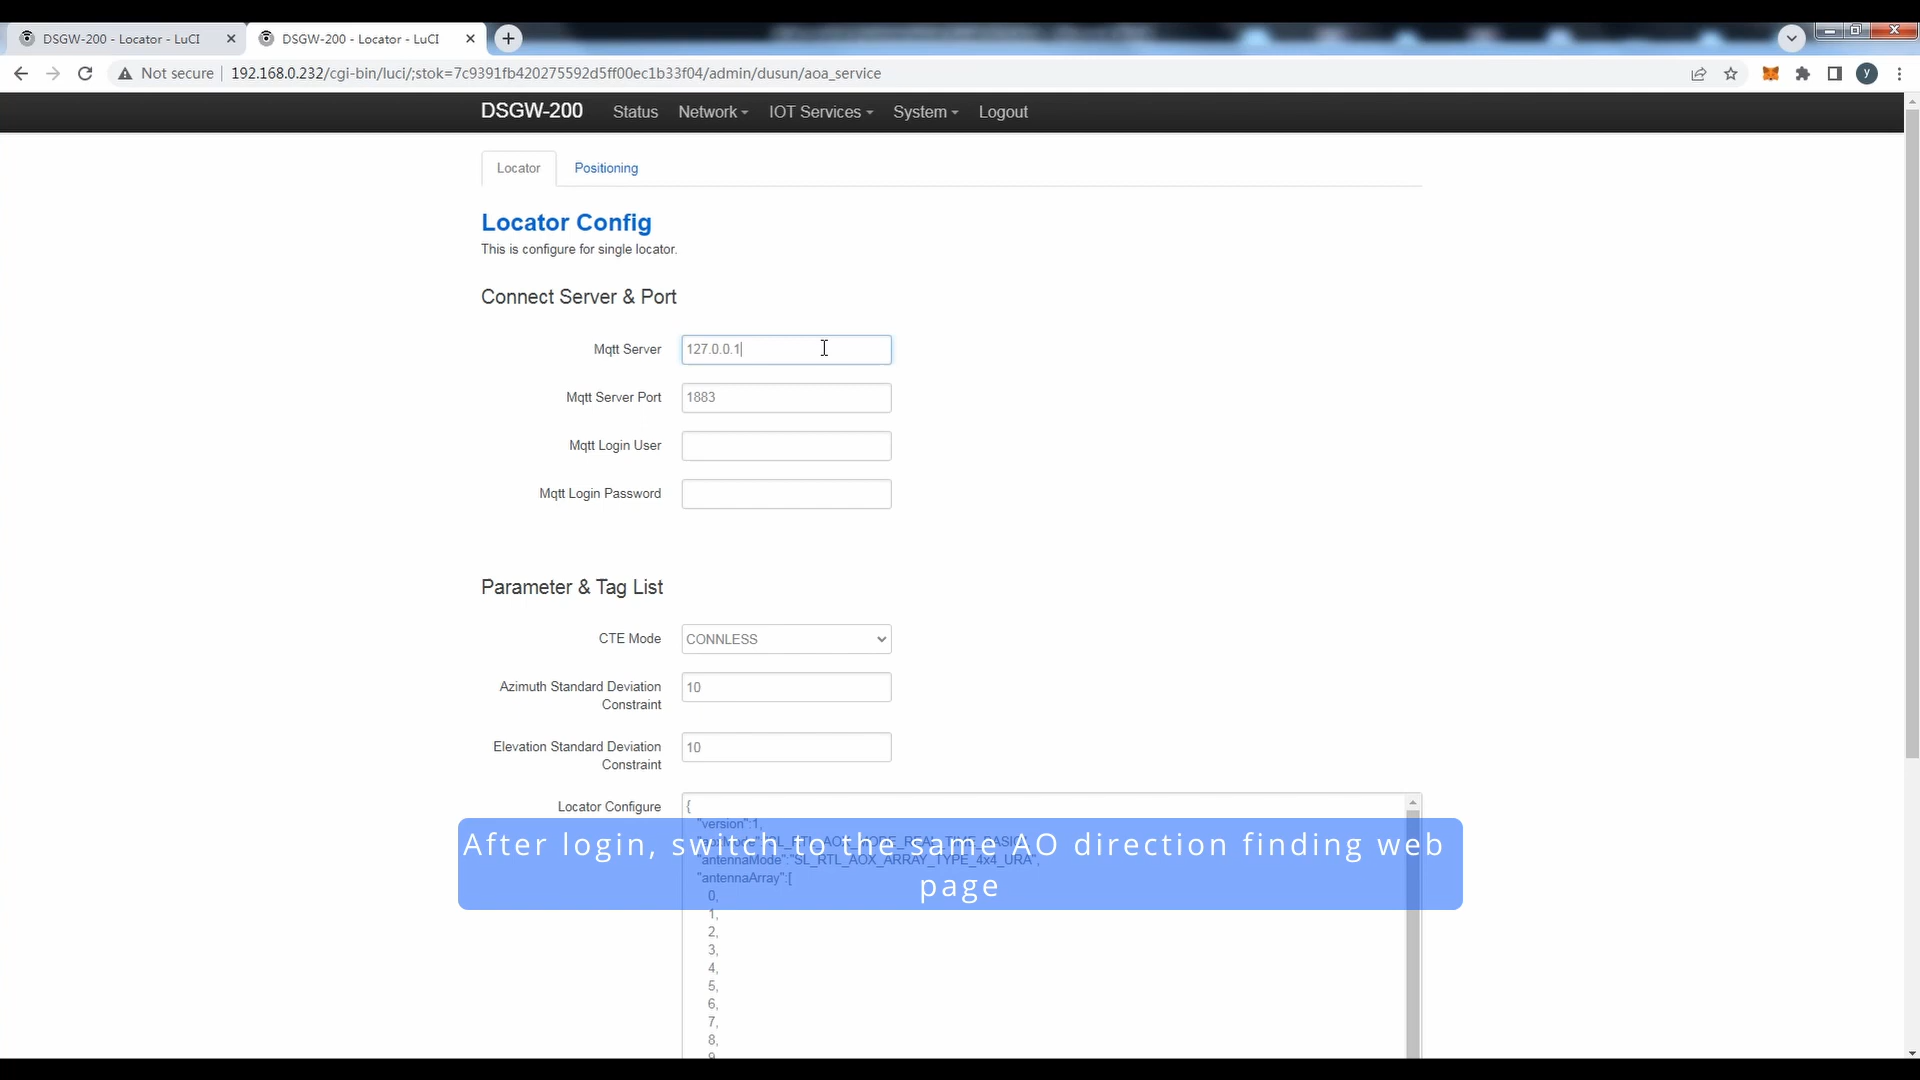 DSGW-200 - Locator - LuCI
DSGW-200 - Locator - LuCI
Not secure
192.168.0.232/cgi-bin/luci/;stok=7c9391fb420275592d5ff00ec1b33f04/admin/dusun/aoa_service
y
DSGW-200
Status
Network
IOT Services
System
Logout
Locator
Positioning
Locator Config
This is configure for single locator.
Connect Server & Port
Mqtt Server
127.0.0.1
Mqtt Server Port
1883
Mqtt Login User
Mqtt Login Password
Parameter & Tag List
CTE Mode
CONNLESS
Azimuth Standard Deviation
Constraint
10
Elevation Standard Deviation
Constraint
10
Locator Configure
{
"version":1,
"antennaMode":"SL_RTL_AOX_ARRAY_TYPE_4x4_URA",
"antennaArray":[
0,
1,
2,
3,
4,
5,
6,
7,
8,
After login, switch to the same AO direction finding web
page